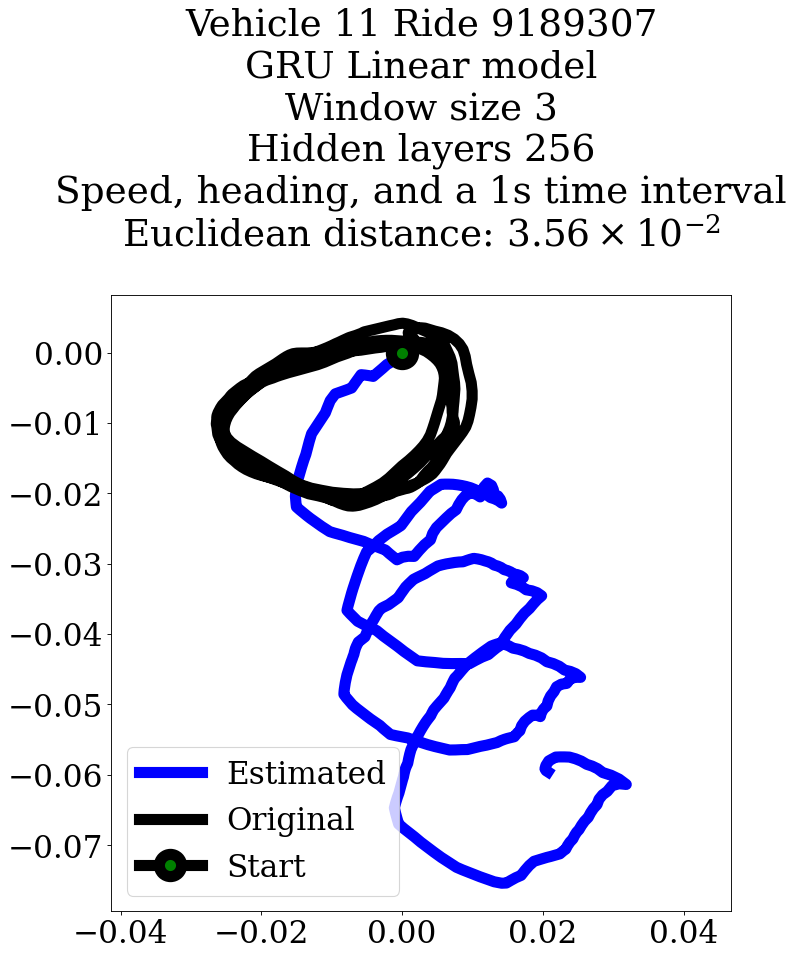 Vehicle 11 Ride 9189307
GRU Linear model
Window size 3
Hidden layers 256
Speed, heading, and a 1s time interval
Euclidean distance: 3.56 × 10⁻²
0.00
−0.01
−0.02
−0.03
−0.04
−0.05
−0.06
−0.07
Estimated
Original
Start
−0.04 −0.02 0.00 0.02 0.04